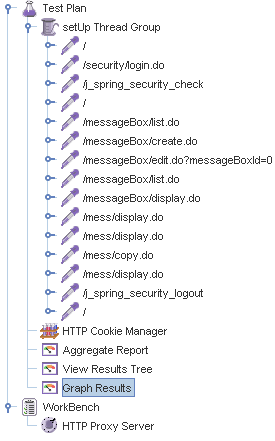 Test Plan
setUp Thread Group
/
/security/login.do
/j_spring_security_check
/
/messageBox/list.do
/messageBox/create.do
/messageBox/edit.do?messageBoxId=0
/messageBox/list.do
/messageBox/display.do
/mess/display.do
/mess/display.do
/mess/copy.do
/mess/display.do
/j_spring_security_logout
/
HTTP Cookie Manager
Aggregate Report
View Results Tree
Graph Results
WorkBench
HTTP Proxy Server